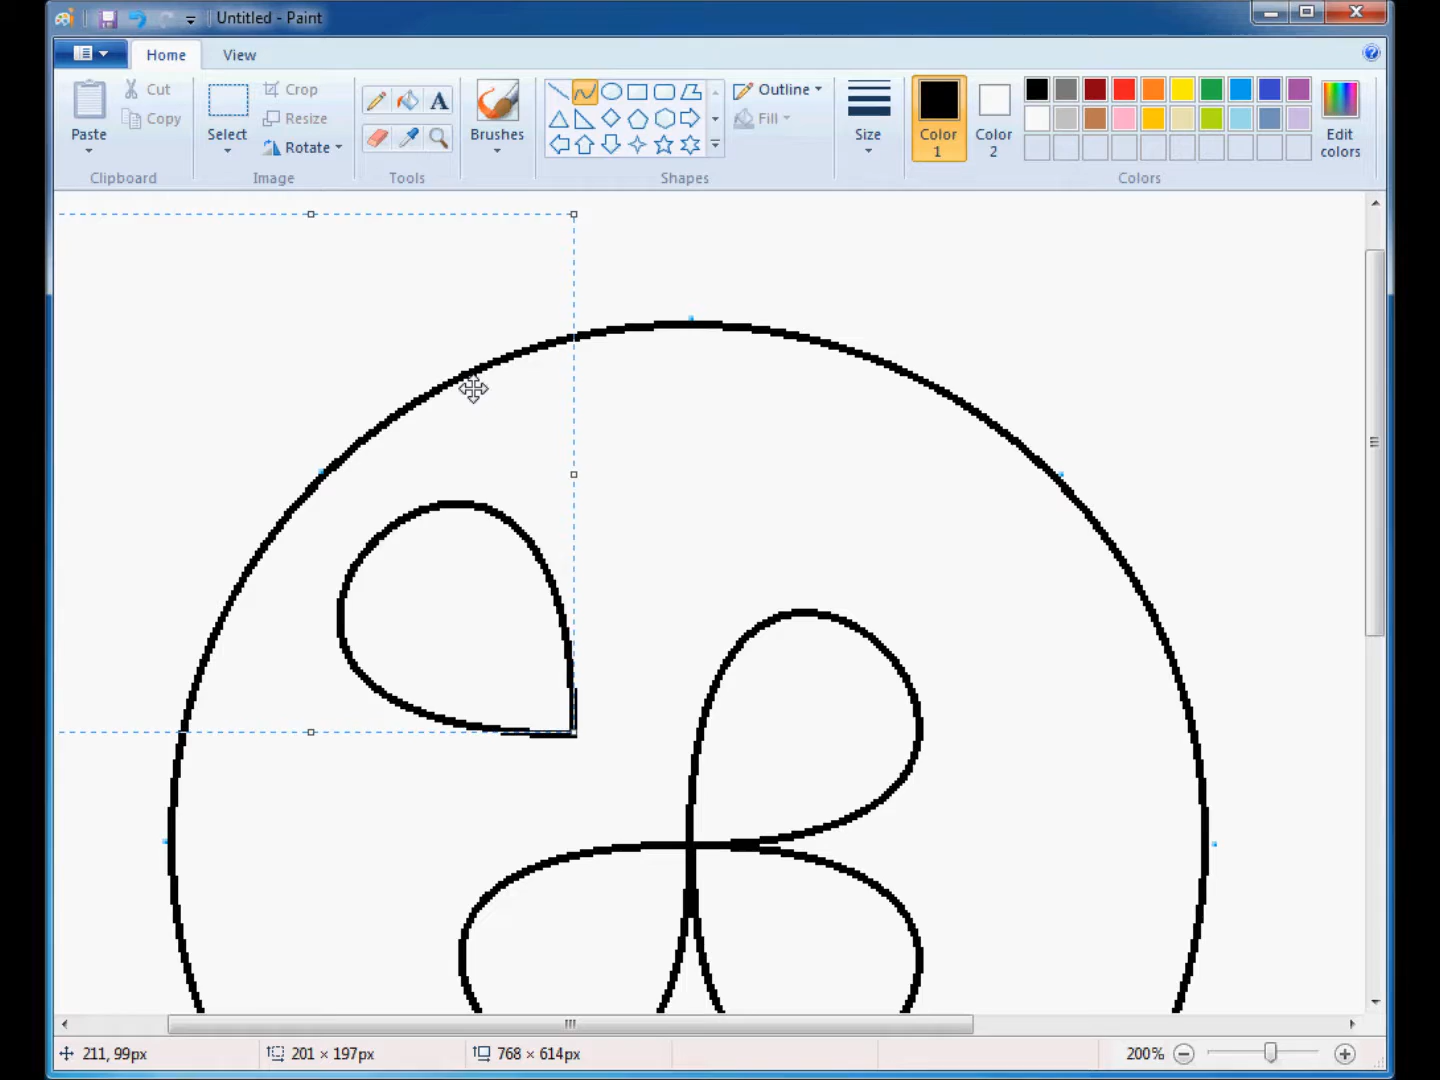 Untitled - Paint
Home View
Paste
Cut
Copy
Clipboard
Select
Crop
Resize
Rotate
Image
A
Tools
Brushes
Shapes
Outline
Fill
Size
Color 1
Color 2
Edit colors
Colors
211, 99px 201 × 197px 768 × 614px 200%